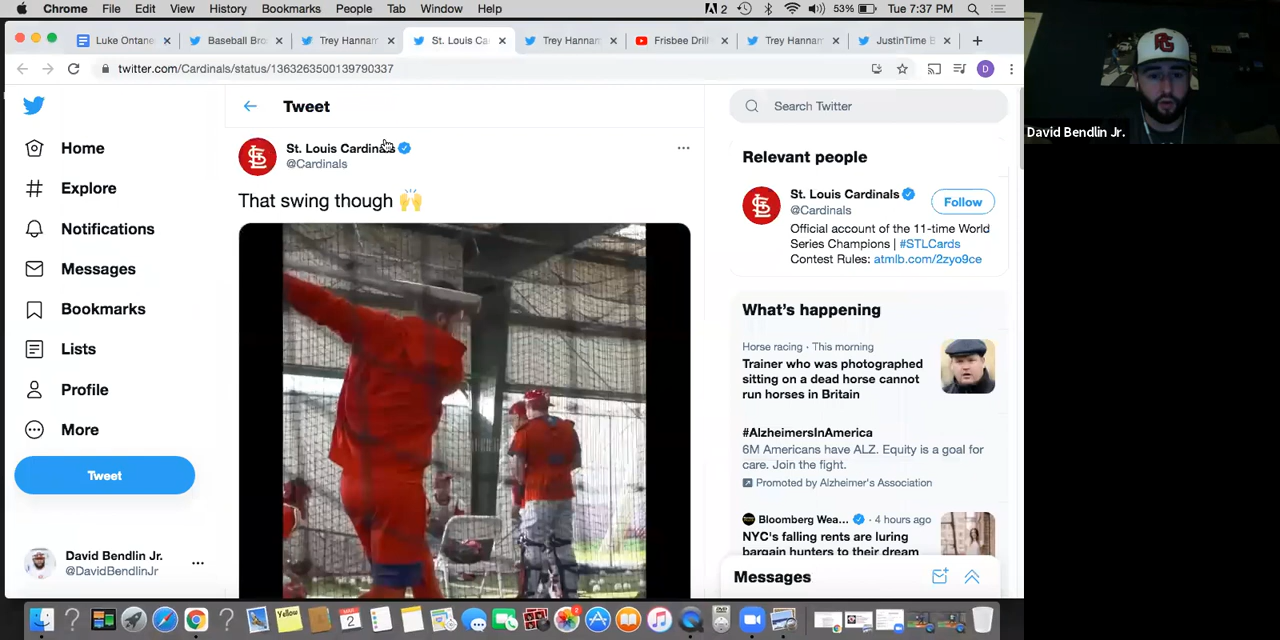 Chrome File Edit View History Bookmarks People Tab Window Help 2 53% Tue 7:37 PM
Luke Ontane Baseball Bro Trey Hannam St. Louis Ca Trey Hannam Frisbee Drill Trey Hannam JustinTime B
twitter.com/Cardinals/status/1363263500139790337 D
Tweet
St. Louis Cardinals
@Cardinals
That swing though 🙌
Home
Explore
Notifications
Messages
Bookmarks
Lists
Profile
More
Tweet
David Bendlin Jr.
@DavidBendlinJr
Search Twitter
Relevant people
St. Louis Cardinals
@Cardinals
Follow
Official account of the 11-time World
Series Champions | #STLCards
Contest Rules: atmlb.com/2zyo9ce
What's happening
Horse racing · This morning
Trainer who was photographed
sitting on a dead horse cannot
run horses in Britain
#AlzheimersInAmerica
6M Americans have ALZ. Equity is a goal for
care. Join the fight.
Promoted by Alzheimer's Association
Bloomberg Wea... · 4 hours ago
NYC's falling rents are luring
bargain hunters to their dream
Messages
David Bendlin Jr.